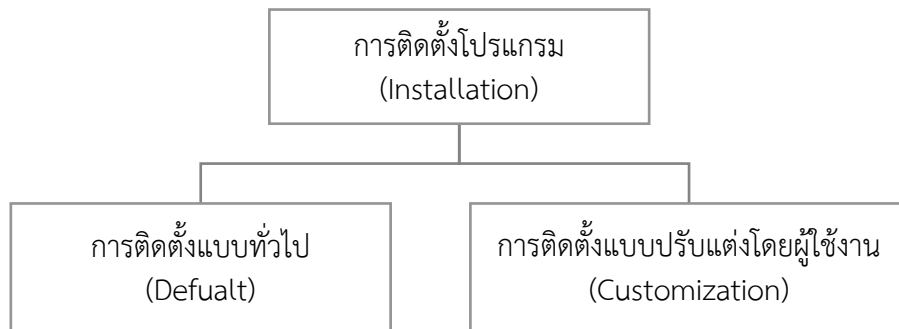 การติดตั้งโปรแกรม
(Installation)
การติดตั้งแบบทั่วไป
(Defualt)
การติดตั้งแบบปรับแต่งโดยผู้ใช้งาน
(Customization)